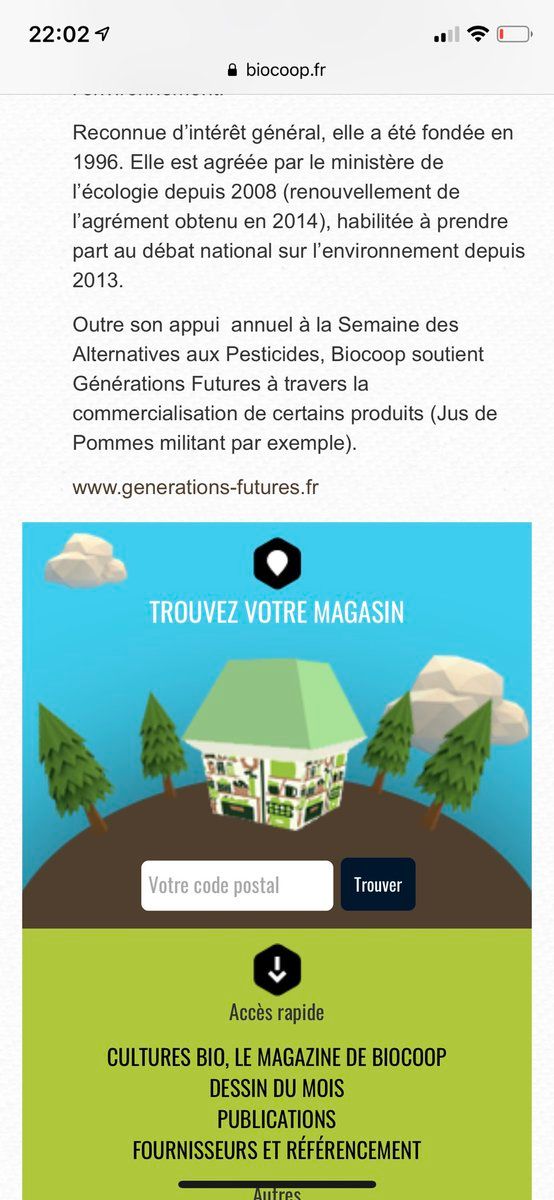 22:02
biocoop.fr
l'environnement.
Reconnue d’intérêt général, elle a été fondée en
1996. Elle est agréée par le ministère de
l’écologie depuis 2008 (renouvellement de
l’agrément obtenu en 2014), habilitée à prendre
part au débat national sur l’environnement depuis
2013.
Outre son appui  annuel à la Semaine des
Alternatives aux Pesticides, Biocoop soutient
Générations Futures à travers la
commercialisation de certains produits (Jus de
Pommes militant par exemple).
www.generations-futures.fr
TROUVEZ VOTRE MAGASIN
Votre code postal
Trouver
Accès rapide
CULTURES BIO, LE MAGAZINE DE BIOCOOP
DESSIN DU MOIS
PUBLICATIONS
FOURNISSEURS ET RÉFÉRENCEMENT
Autres